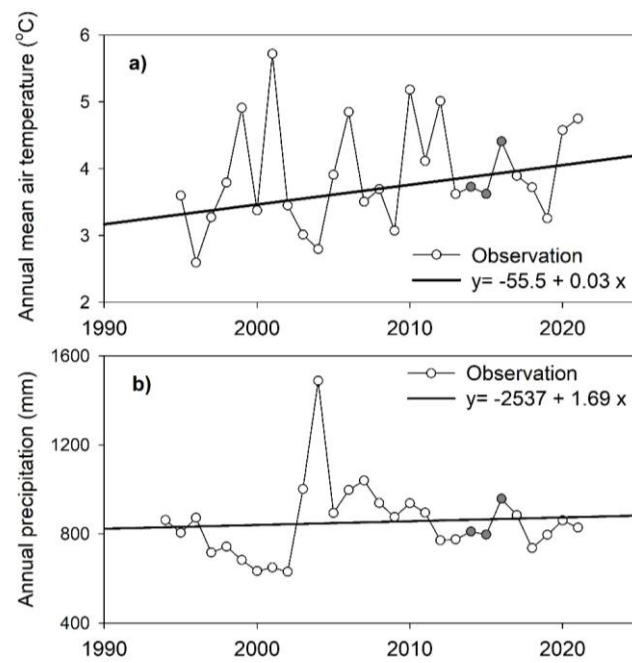 Annual mean air temperature (°C)
6
5
4
3
2
a)
Observation
y= -55.5 + 0.03 x
1990
2000
2010
2020
Annual precipitation (mm)
1600
1200
800
400
b)
Observation
y= -2537 + 1.69 x
1990
2000
2010
2020